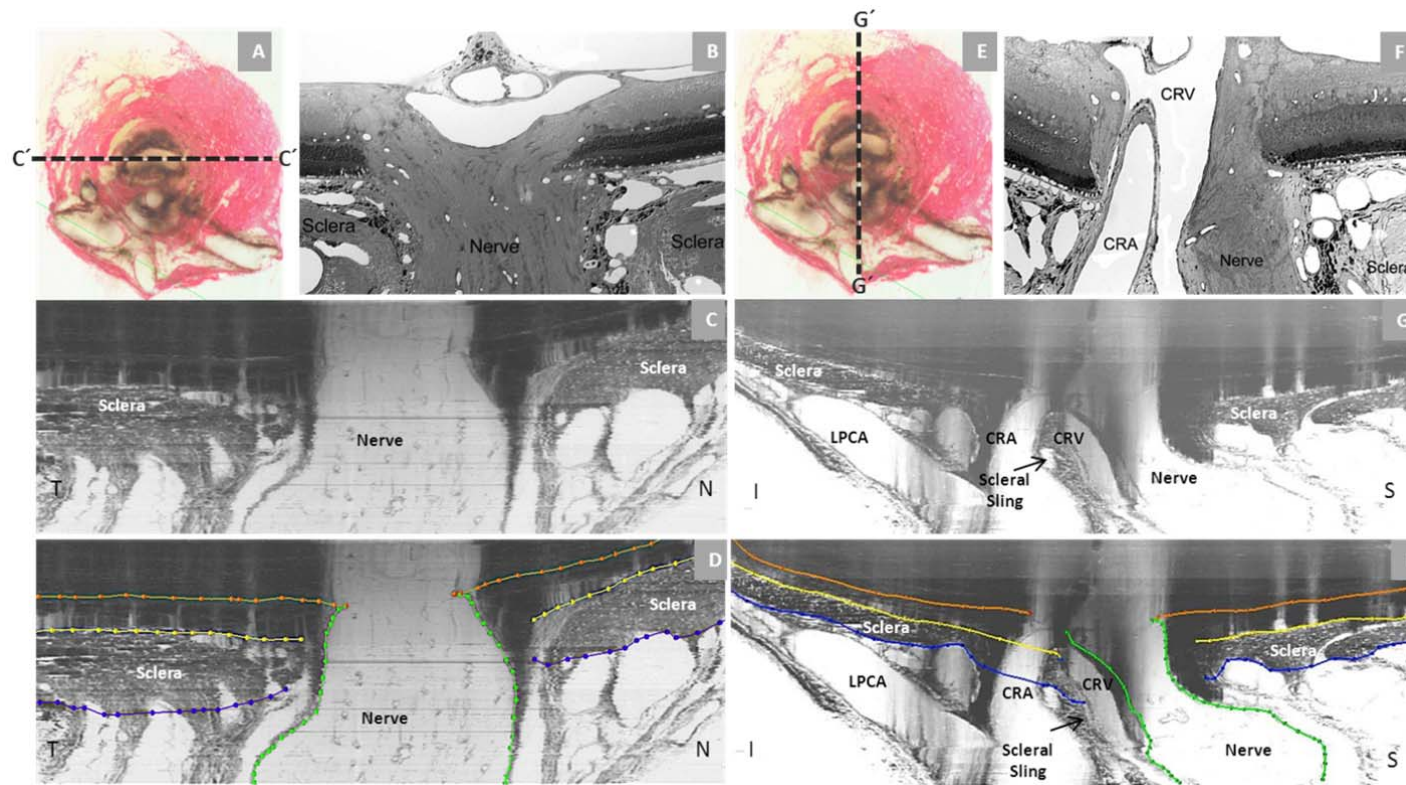 A
C´
C´
B
Sclera
Nerve
Sclera
G´
E
G´
CRV
CRA
Nerve
Sclera
F
C
Sclera
Sclera
Nerve
T
N
G
Sclera
LPCA
CRA
CRV
Scleral
Sling
Sclera
Nerve
I
S
D
Sclera
Sclera
Nerve
T
N
Sclera
LPCA
CRA
CRV
Scleral
Sling
Sclera
Nerve
I
S